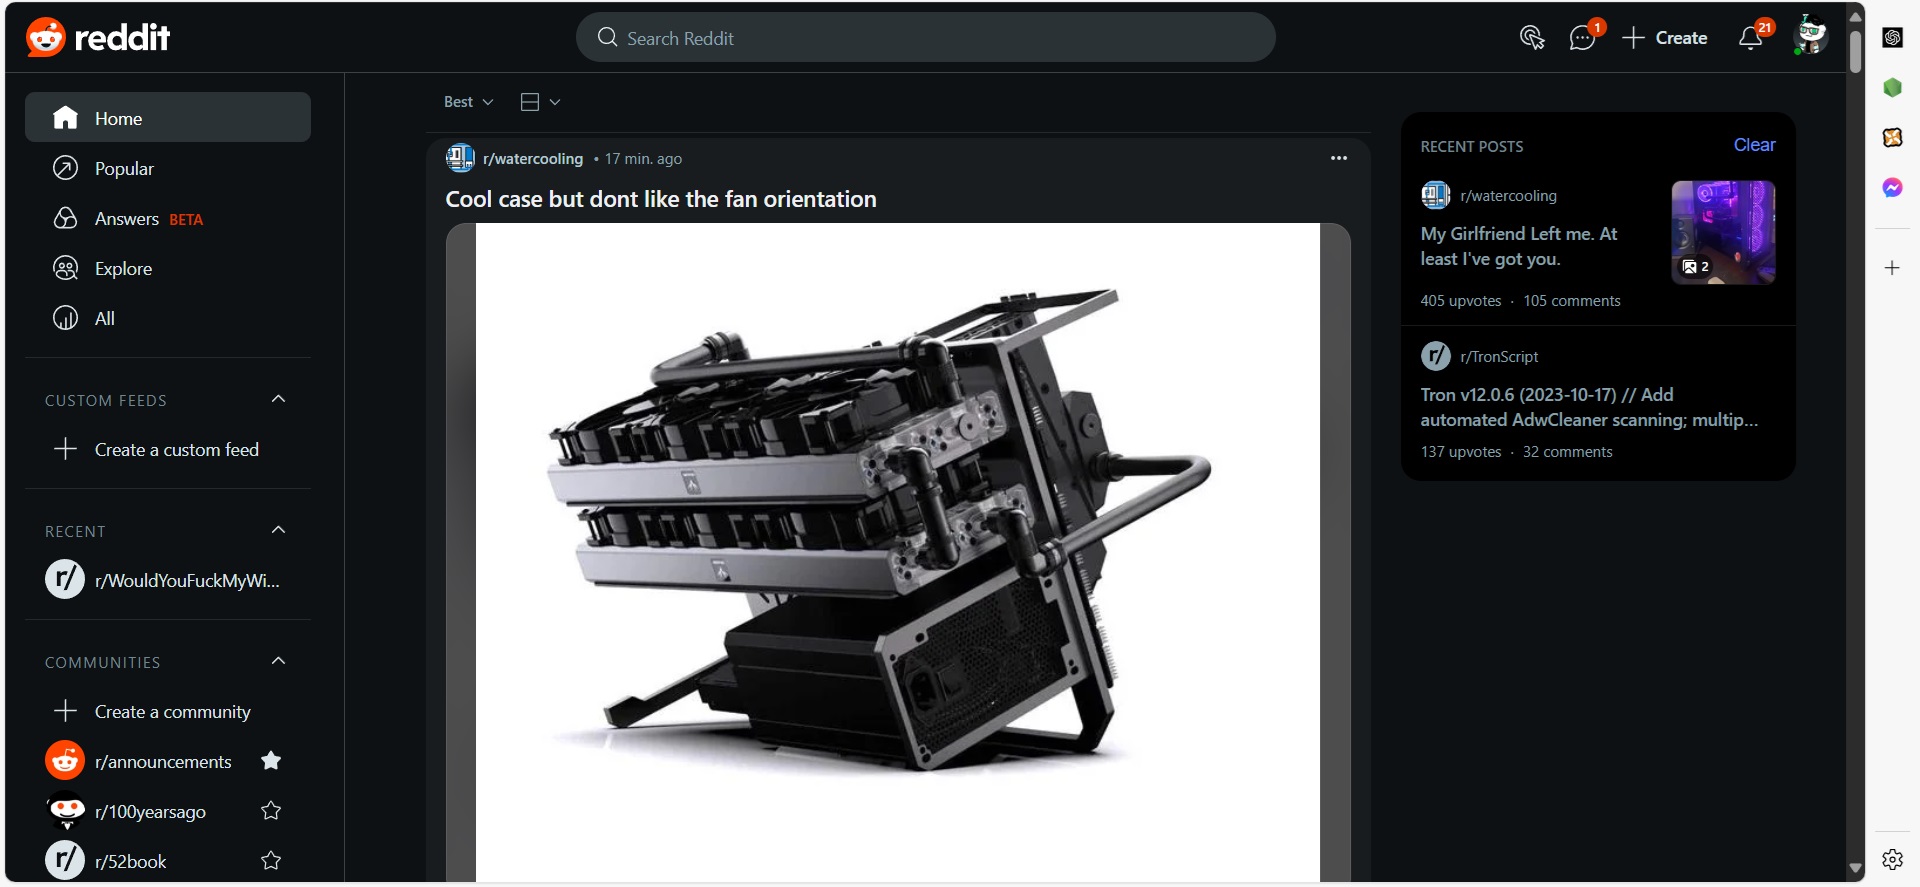 reddit
Search Reddit
1
Create
21
Home
Popular
Answers BETA
Explore
All
CUSTOM FEEDS
Create a custom feed
RECENT
r/ r/WouldYouFuckMyWi...
COMMUNITIES
Create a community
r/announcements
r/100yearsago
r/ r/52book
Best
r/watercooling • 17 min. ago
Cool case but dont like the fan orientation
RECENT POSTS
Clear
r/watercooling
My Girlfriend Left me. At
least I've got you.
2
405 upvotes · 105 comments
r/ r/TronScript
Tron v12.0.6 (2023-10-17) // Add
automated AdwCleaner scanning; multip...
137 upvotes · 32 comments